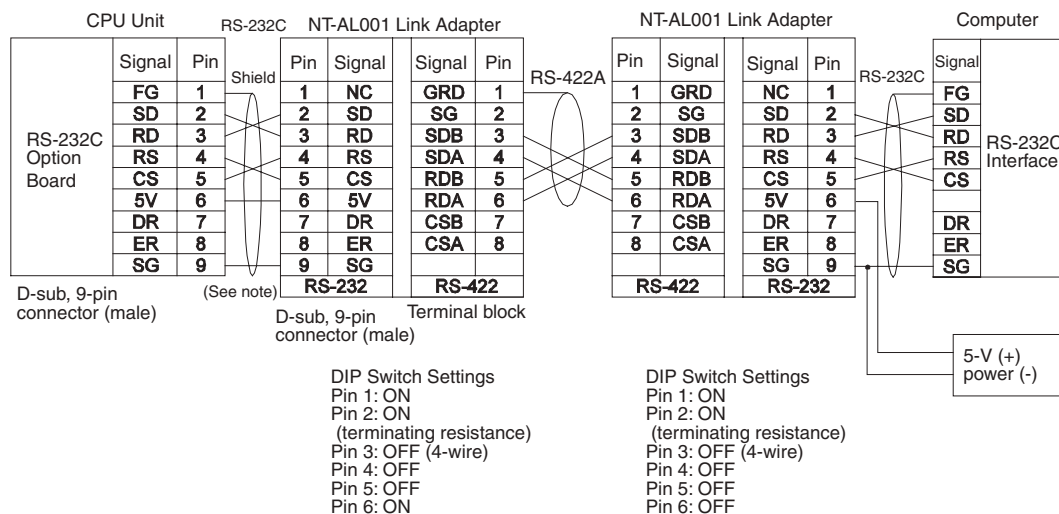 CPU Unit RS-232C NT-AL001 Link Adapter NT-AL001 Link Adapter Computer
Signal Pin Pin Signal Signal Pin Pin Signal Signal Pin Signal
Shield RS-422A RS-232C
FG 1 1 NC GRD 1 1 GRD NC 1 FG
SD 2 2 SD SG 2 2 SG SD 2 SD
RD 3 3 RD SDB 3 3 SDB RD 3 RD
RS 4 4 RS SDA 4 4 SDA RS 4 RS
CS 5 5 CS RDB 5 5 RDB CS 5 CS
5V 6 6 5V RDA 6 6 RDA 5V 6
DR 7 7 DR CSB 7 7 CSB DR 7 DR
ER 8 8 ER CSA 8 8 CSA ER 8 ER
SG 9 9 SG SG 9 SG
RS-232C
Option
Board
RS-232C
Interface
RS-232 RS-422 RS-422 RS-232
D-sub, 9-pin
connector (male)
(See note)
D-sub, 9-pin
connector (male)
Terminal block
5-V (+)
power (-)
DIP Switch Settings
Pin 1: ON
Pin 2: ON
(terminating resistance)
Pin 3: OFF (4-wire)
Pin 4: OFF
Pin 5: OFF
Pin 6: ON
DIP Switch Settings
Pin 1: ON
Pin 2: ON
(terminating resistance)
Pin 3: OFF (4-wire)
Pin 4: OFF
Pin 5: OFF
Pin 6: OFF